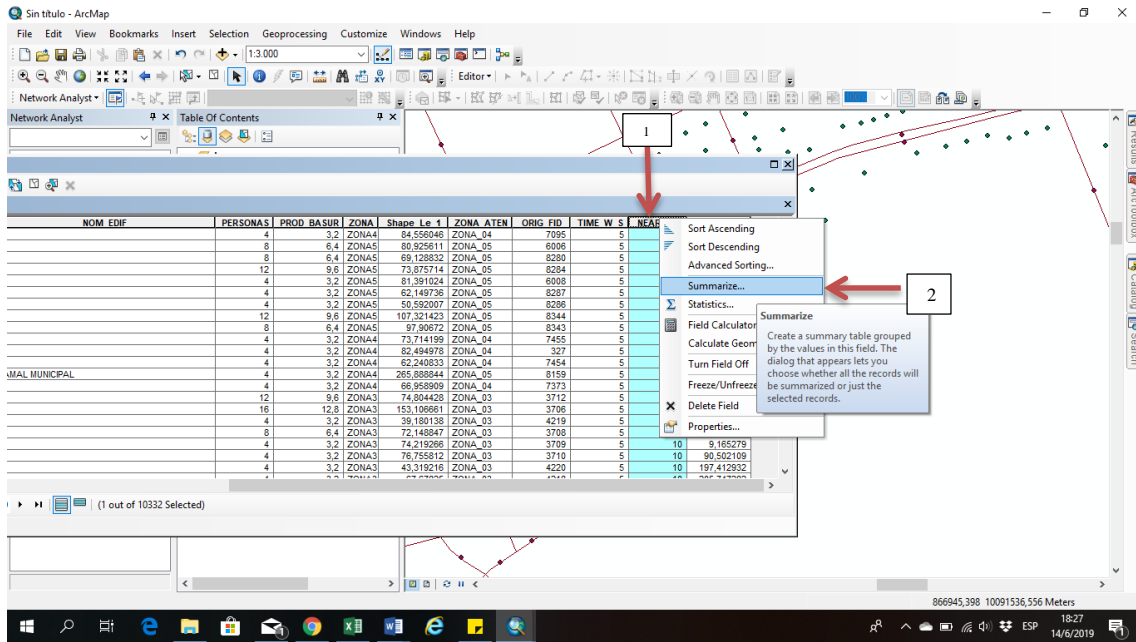 Sin título - ArcMap
File Edit View Bookmarks Insert Selection Geoprocessing Customize Windows Help
1:3.000
Editor
Network Analyst
Network Analyst
Table Of Contents
1
Results
ArcToolbox
Catalog
Search
NOM_EDIF PERSONAS PROD_BASUR ZONA Shape_Le_1 ZONA_ATEN ORIG_FID TIME_W_S NEAR
4 3,2 ZONA4 84,556046 ZONA_04 7095 5
8 6,4 ZONA5 80,925611 ZONA_05 6006 5
8 6,4 ZONA5 69,128832 ZONA_05 8280 5
12 9,6 ZONA5 73,875714 ZONA_05 8284 5
4 3,2 ZONA5 81,391024 ZONA_05 6008 5
4 3,2 ZONA5 62,149736 ZONA_05 8287 5
4 3,2 ZONA5 50,592007 ZONA_05 8286 5
12 9,6 ZONA5 107,321423 ZONA_05 8344 5
8 6,4 ZONA5 97,90672 ZONA_05 8343 5
4 3,2 ZONA4 73,714199 ZONA_04 7455 5
4 3,2 ZONA4 82,494978 ZONA_04 327 5
4 3,2 ZONA4 62,240833 ZONA_04 7454 5
AMAL MUNICIPAL 4 3,2 ZONA5 265,888844 ZONA_05 8159 5
4 3,2 ZONA4 66,958909 ZONA_04 7373 5
12 9,6 ZONA3 74,804428 ZONA_03 3712 5
16 12,8 ZONA3 153,106661 ZONA_03 3706 5
4 3,2 ZONA3 39,180138 ZONA_03 4219 5
8 6,4 ZONA3 72,148847 ZONA_03 3708 5
4 3,2 ZONA3 74,219266 ZONA_03 3709 5 10 9,165279
4 3,2 ZONA3 76,755812 ZONA_03 3710 5 10 90,502109
4 3,2 ZONA3 43,319216 ZONA_03 4220 5 10 197,412932
Sort Ascending
Sort Descending
Advanced Sorting...
Summarize...
Statistics...
Field Calculator
Calculate Geom
Turn Field Off
Freeze/Unfreeze
Delete Field
Properties...
2
Summarize
Create a summary table grouped
by the values in this field. The
dialog that appears lets you
choose whether all the records will
be summarized or just the
selected records.
(1 out of 10332 Selected)
866945,398 10091536,556 Meters
ESP
18:27
14/6/2019